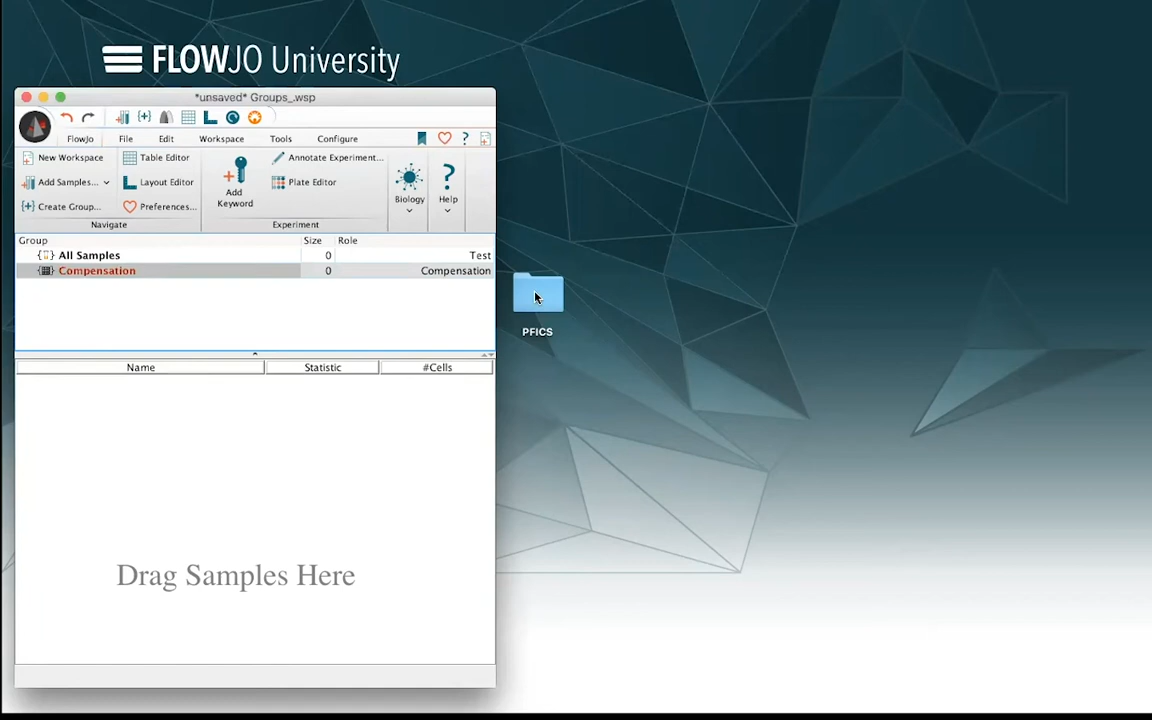 FLOWJO University
*unsaved* Groups_.wsp
FlowJo File Edit Workspace Tools Configure ?
New Workspace Table Editor Annotate Experiment...
Add Samples... Layout Editor Add Keyword Plate Editor Biology Help
{+} Create Group... Preferences...
Navigate Experiment
Group Size Role
All Samples 0 Test
Compensation 0 Compensation
PFICS
Name Statistic #Cells
Drag Samples Here